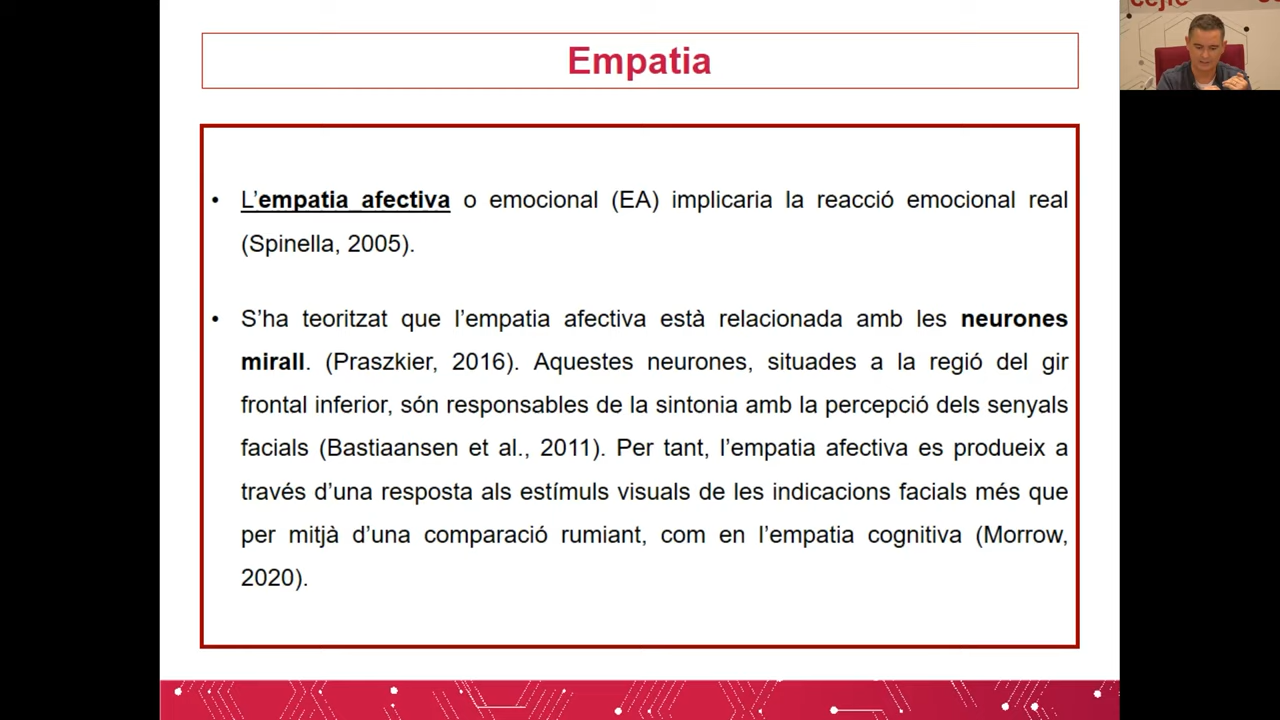 Empatia
• L’empatia afectiva o emocional (EA) implicaria la reacció emocional real
(Spinella, 2005).
• S’ha teoritzat que l’empatia afectiva està relacionada amb les neurones
mirall. (Praszkier, 2016). Aquestes neurones, situades a la regió del gir
frontal inferior, són responsables de la sintonia amb la percepció dels senyals
facials (Bastiaansen et al., 2011). Per tant, l’empatia afectiva es produeix a
través d’una resposta als estímuls visuals de les indicacions facials més que
per mitjà d’una comparació rumiant, com en l’empatia cognitiva (Morrow,
2020).